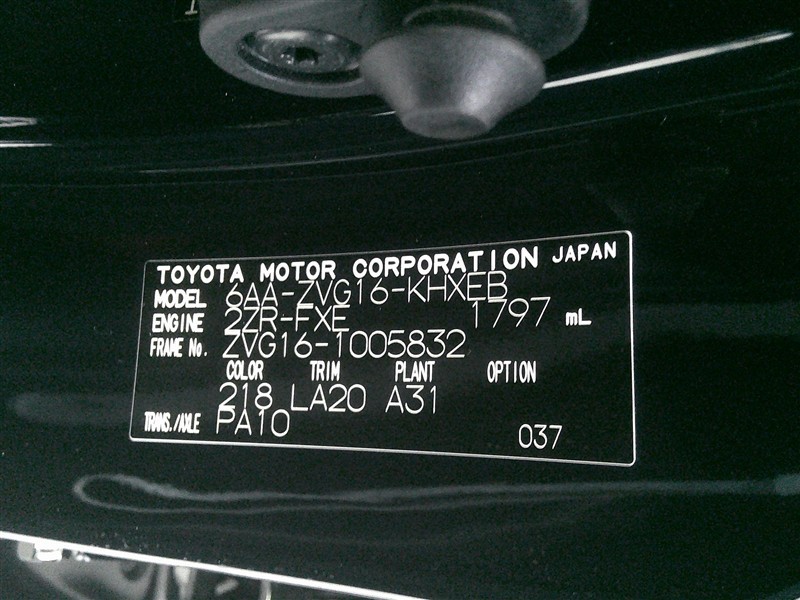 TOYOTA MOTOR CORPORATION JAPAN
MODEL 6AA-ZVG16-KHXEB
ENGINE 2ZR-FXE 1797 mL
FRAME No. ZVG16-1005832
COLOR TRIM PLANT OPTION
218 LA20 A31
TRANS./AXLE PA10
037